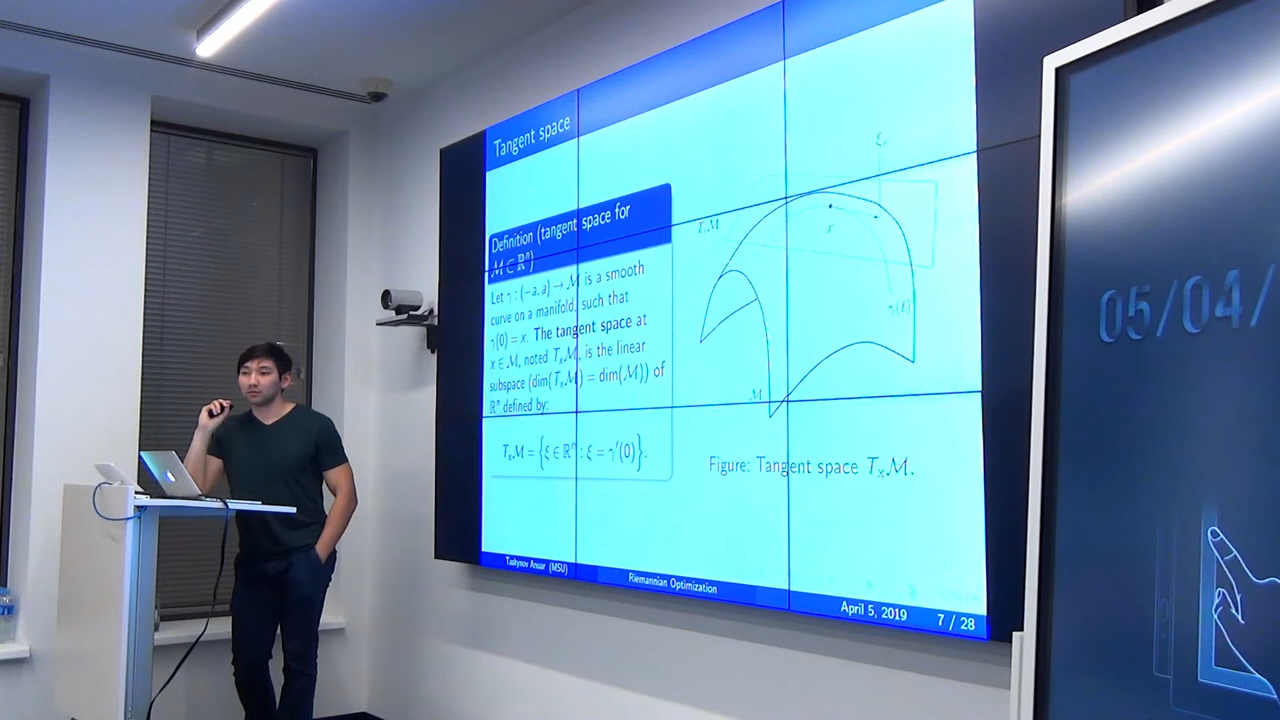 Tangent space
Definition (tangent space for
M ⊂ ℝⁿ)
Let γ : (−a, a) → M is a smooth
curve on a manifold, such that
γ(0) = x. The tangent space at
x ∈ M, noted TₓM, is the linear
subspace (dim(TₓM) = dim(M)) of
ℝⁿ defined by:
TₓM = {ξ ∈ ℝⁿ : ξ = γ′(0)}.
TₓM
x
ξ
γ(t)
M
Figure: Tangent space TₓM.
Tashynov Anuar (MSU)
Riemannian Optimization
April 5, 2019
7 / 28
05/04/